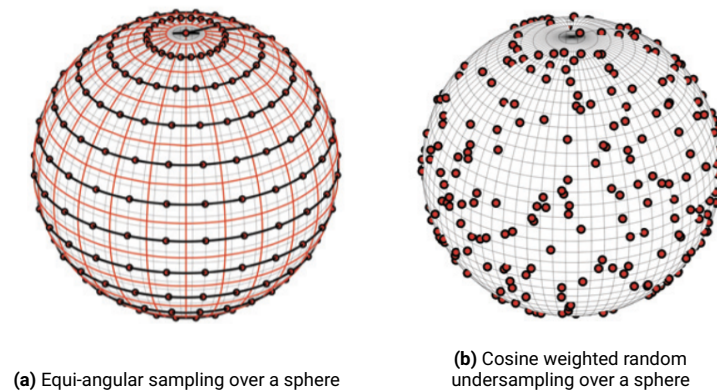 (a) Equi-angular sampling over a sphere
(b) Cosine weighted random
undersampling over a sphere